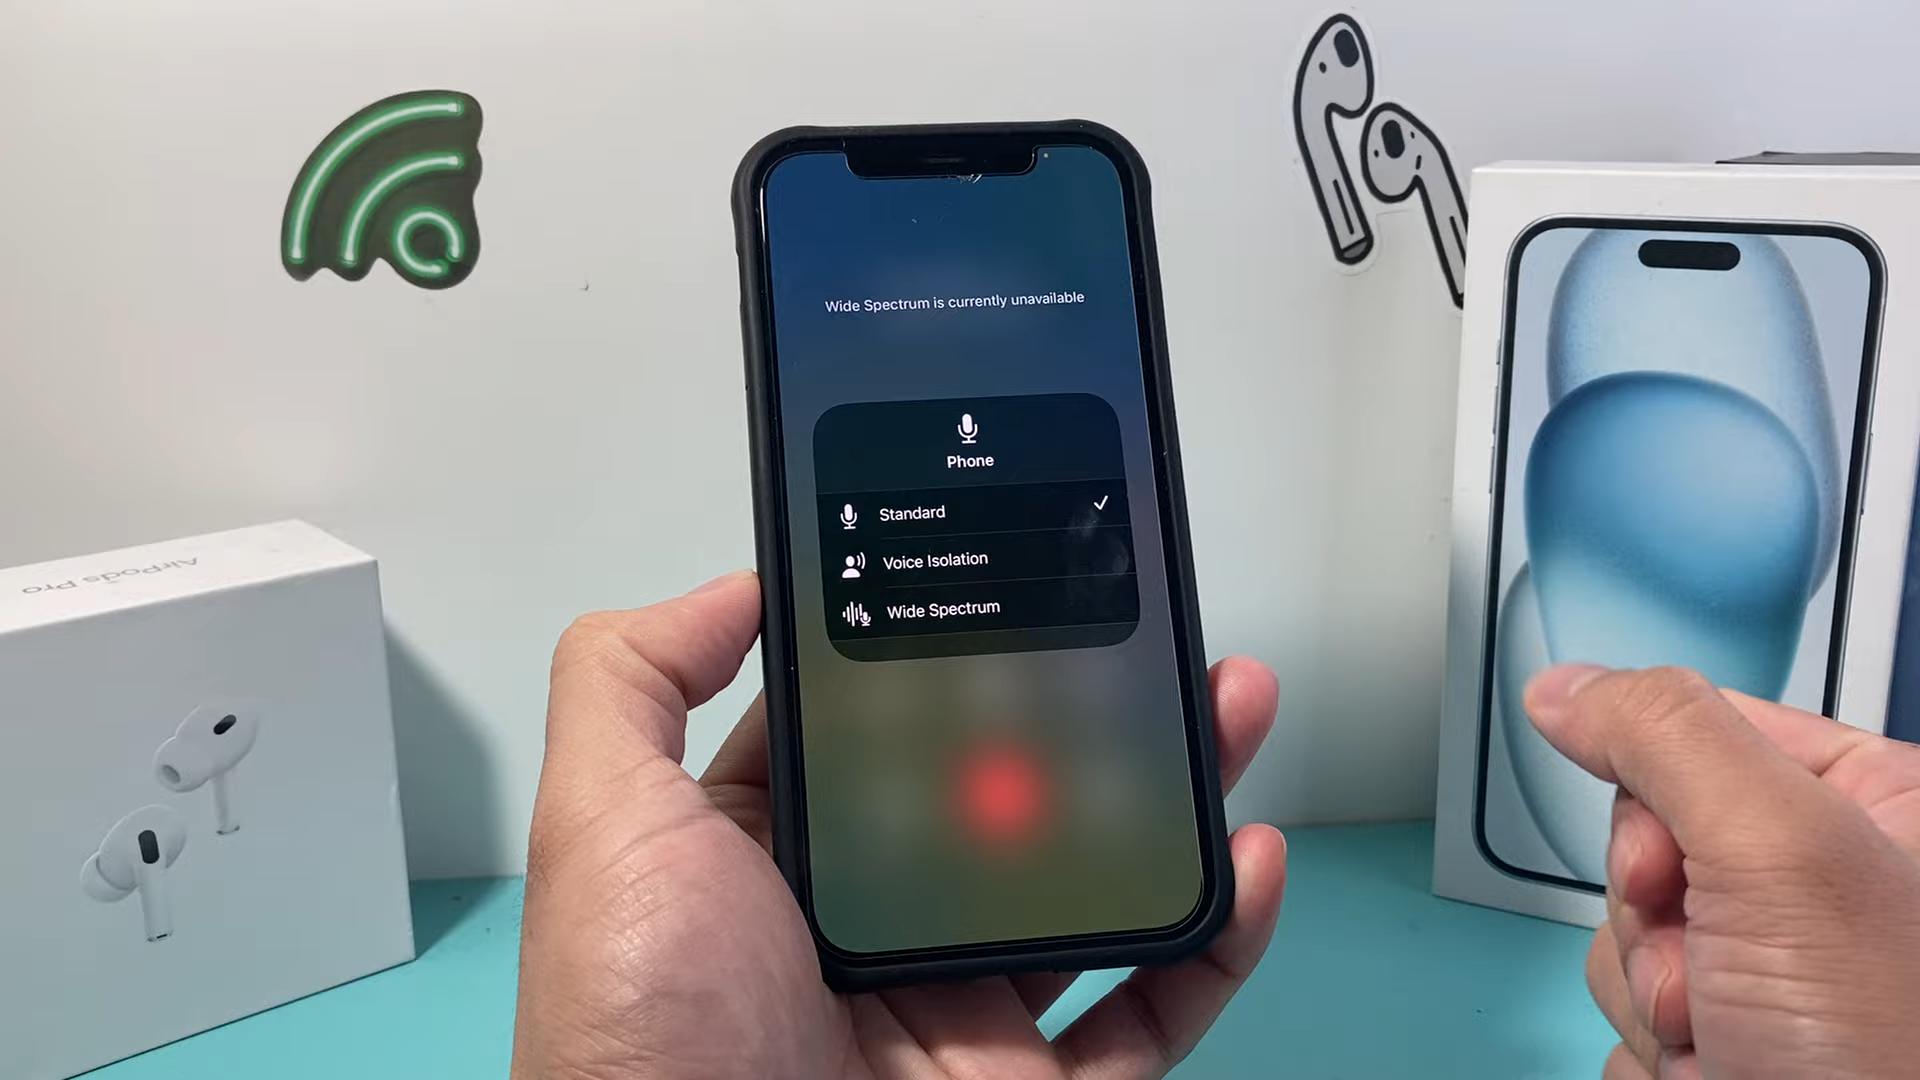 AirPods Pro
Wide Spectrum is currently unavailable
Phone
Standard
Voice Isolation
Wide Spectrum